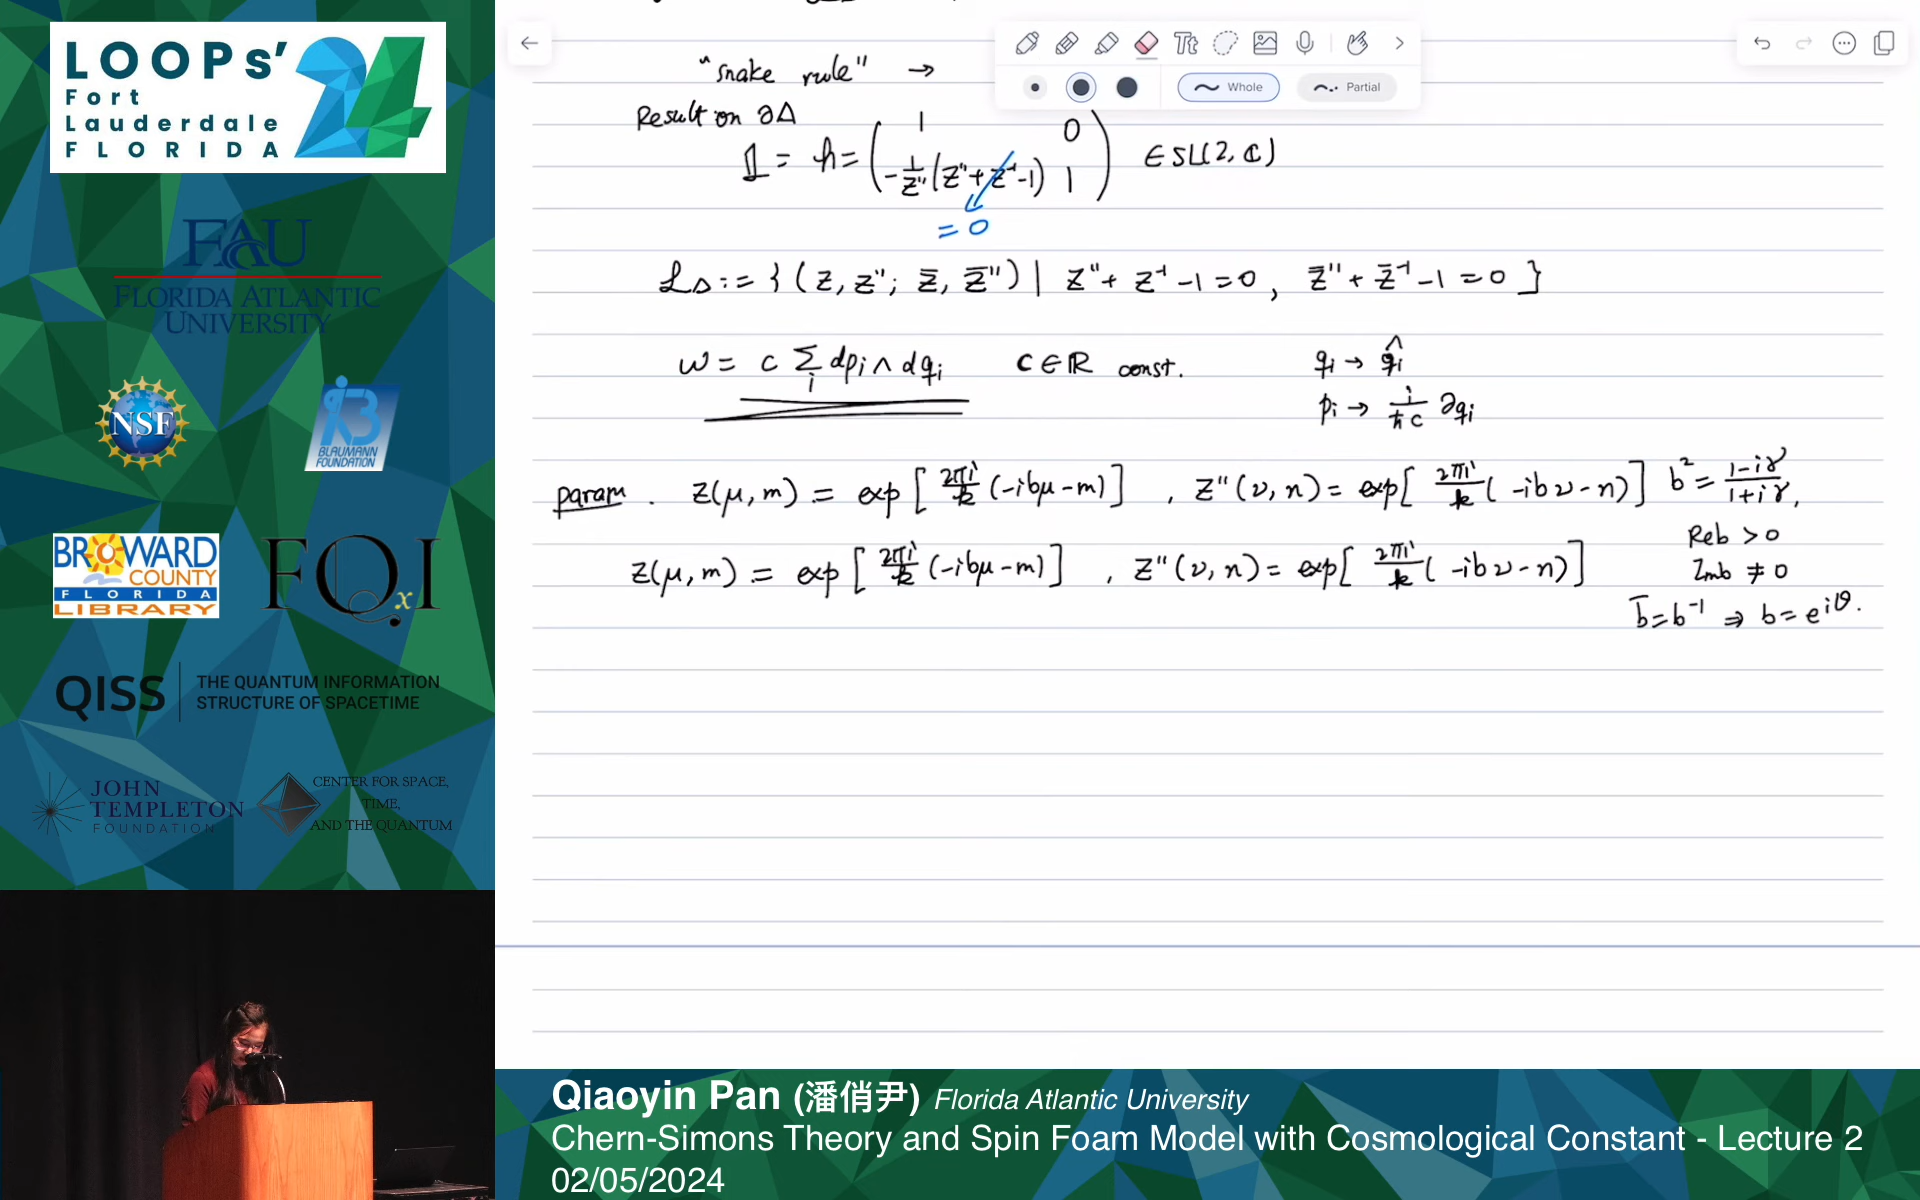 LOOPS' 24
Fort
Lauderdale
FLORIDA
FAU
FLORIDA ATLANTIC
UNIVERSITY
NSF
BLAUMANN
FOUNDATION
BROWARD
COUNTY
FLORIDA
LIBRARY
FQxI
QISS
THE QUANTUM INFORMATION
STRUCTURE OF SPACETIME
JOHN
TEMPLETON
FOUNDATION
CENTER FOR SPACE,
TIME,
AND THE QUANTUM
Tt
Whole
Partial
"snake rule" →
Result on ∂Δ
𝟙 = h = ( 1 0 ; -1/z'' (z'' + z⁻¹ - 1) 1 ) ∈ SL(2, ℂ)
= 0
ℒ_Δ := { (z, z''; z̄, z̄'') | z'' + z⁻¹ - 1 = 0, z̄'' + z̄⁻¹ - 1 = 0 }
ω = c Σ_i dp_i ∧ dq_i c ∈ ℝ const. q_i → q̂_i
p_i → i/ħc ∂q_i
param. z(μ, m) = exp[ 2πi/k (-ibμ - m) ], z''(ν, n) = exp[ 2πi/k (-ibν - n) ] b² = 1-iγ/1+iγ,
Re b > 0
z(μ, m) = exp[ 2πi/k (-ibμ - m) ], z''(ν, n) = exp[ 2πi/k (-ibν - n) ]
Im b ≠ 0
b̄ = b⁻¹ ⇒ b = e^{iθ}.
Qiaoyin Pan (潘俏尹) Florida Atlantic University
Chern-Simons Theory and Spin Foam Model with Cosmological Constant - Lecture 2
02/05/2024